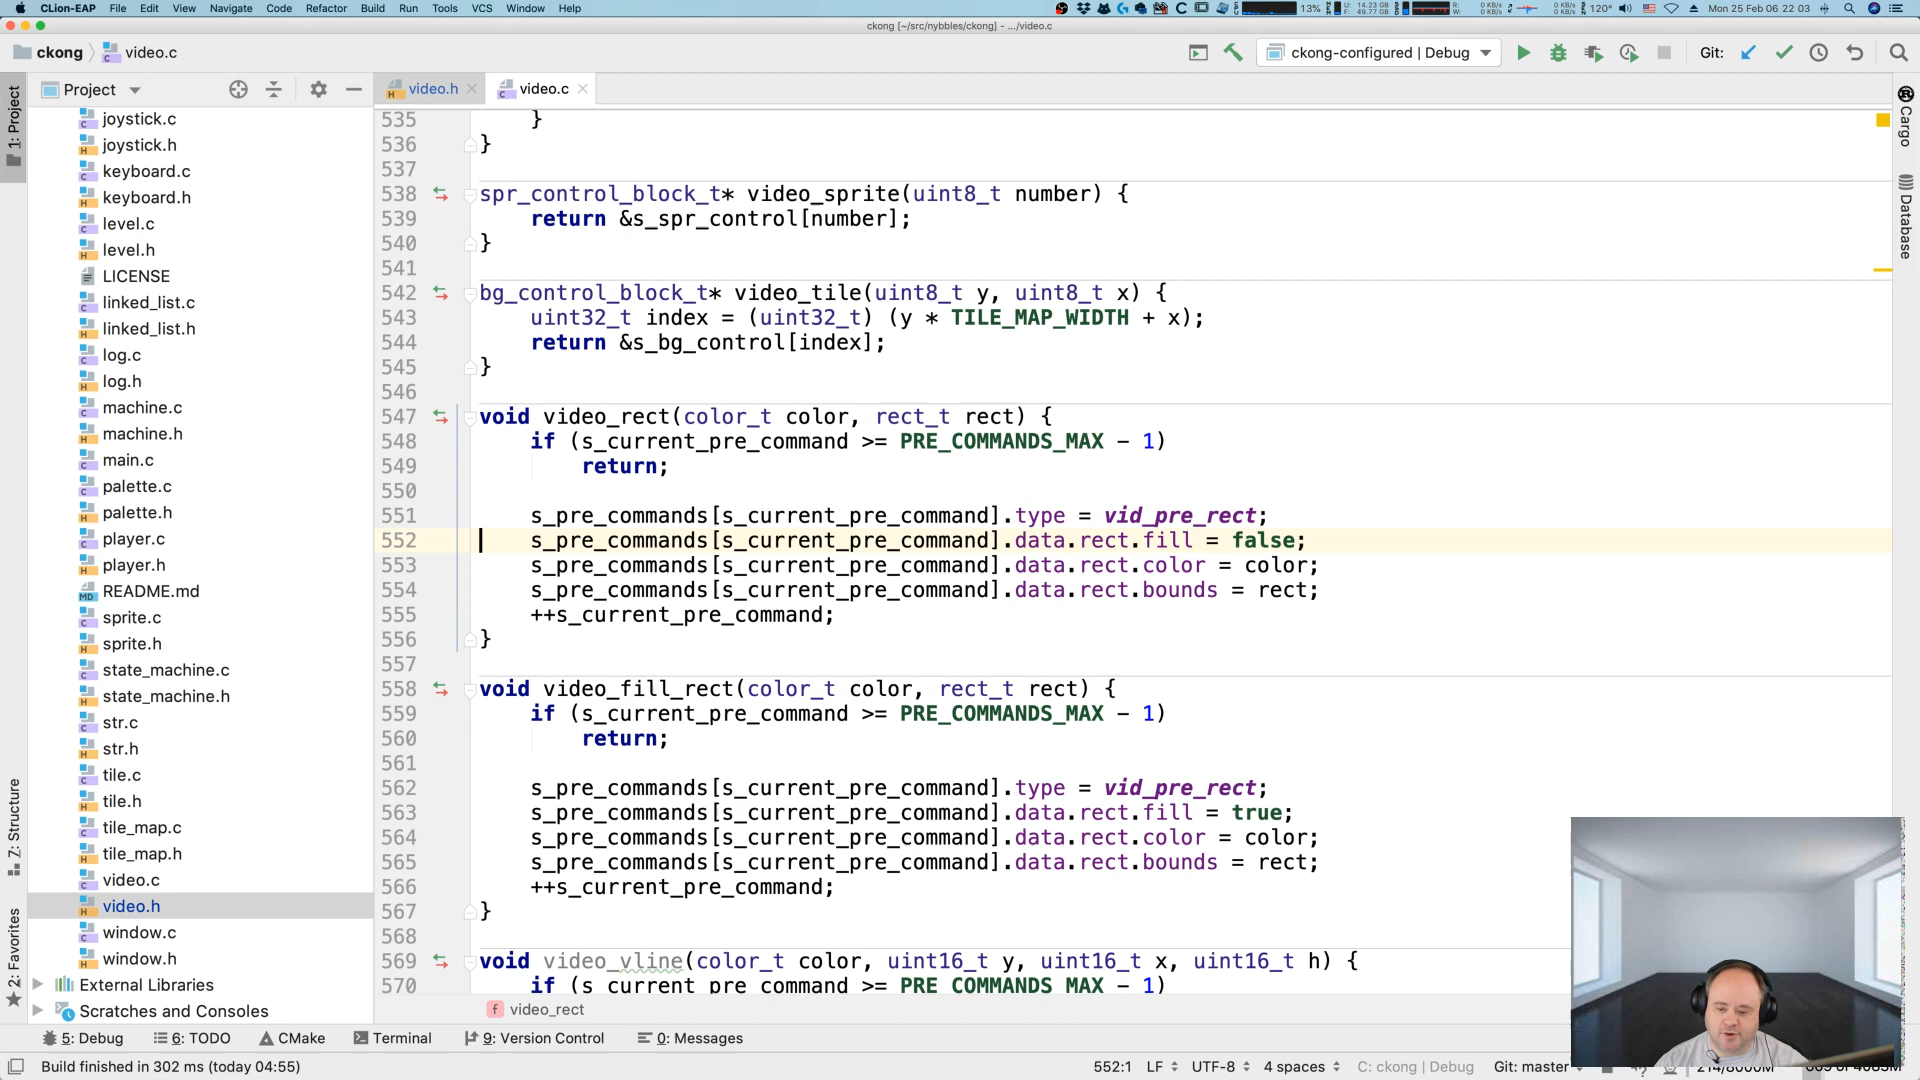 CLion-EAP File Edit View Navigate Code Refactor Build Run Tools VCS Window Help
13% 120° Mon 25 Feb 06 22 03
ckong [~/src/nybbles/ckong] - .../video.c
ckong video.c
ckong-configured | Debug
Git:
1: Project
Project
joystick.c
joystick.h
keyboard.c
keyboard.h
level.c
level.h
LICENSE
linked_list.c
linked_list.h
log.c
log.h
machine.c
machine.h
main.c
palette.c
palette.h
player.c
player.h
README.md
sprite.c
sprite.h
state_machine.c
state_machine.h
str.c
str.h
tile.c
tile.h
tile_map.c
tile_map.h
video.c
video.h
window.c
window.h
External Libraries
Scratches and Consoles
Z: Structure
2: Favorites
video.h video.c
535 }
536 }
537
538 spr_control_block_t* video_sprite(uint8_t number) {
539 return &s_spr_control[number];
540 }
541
542 bg_control_block_t* video_tile(uint8_t y, uint8_t x) {
543 uint32_t index = (uint32_t) (y * TILE_MAP_WIDTH + x);
544 return &s_bg_control[index];
545 }
546
547 void video_rect(color_t color, rect_t rect) {
548 if (s_current_pre_command >= PRE_COMMANDS_MAX - 1)
549 return;
550
551 s_pre_commands[s_current_pre_command].type = vid_pre_rect;
552 s_pre_commands[s_current_pre_command].data.rect.fill = false;
553 s_pre_commands[s_current_pre_command].data.rect.color = color;
554 s_pre_commands[s_current_pre_command].data.rect.bounds = rect;
555 ++s_current_pre_command;
556 }
557
558 void video_fill_rect(color_t color, rect_t rect) {
559 if (s_current_pre_command >= PRE_COMMANDS_MAX - 1)
560 return;
561
562 s_pre_commands[s_current_pre_command].type = vid_pre_rect;
563 s_pre_commands[s_current_pre_command].data.rect.fill = true;
564 s_pre_commands[s_current_pre_command].data.rect.color = color;
565 s_pre_commands[s_current_pre_command].data.rect.bounds = rect;
566 ++s_current_pre_command;
567 }
568
569 void video_vline(color_t color, uint16_t y, uint16_t x, uint16_t h) {
570 if (s_current_pre_command >= PRE_COMMANDS_MAX - 1)
f video_rect
Cargo
Database
5: Debug 6: TODO CMake Terminal 9: Version Control 0: Messages
Build finished in 302 ms (today 04:55)
552:1 LF UTF-8 4 spaces C: ckong | Debug Git: master